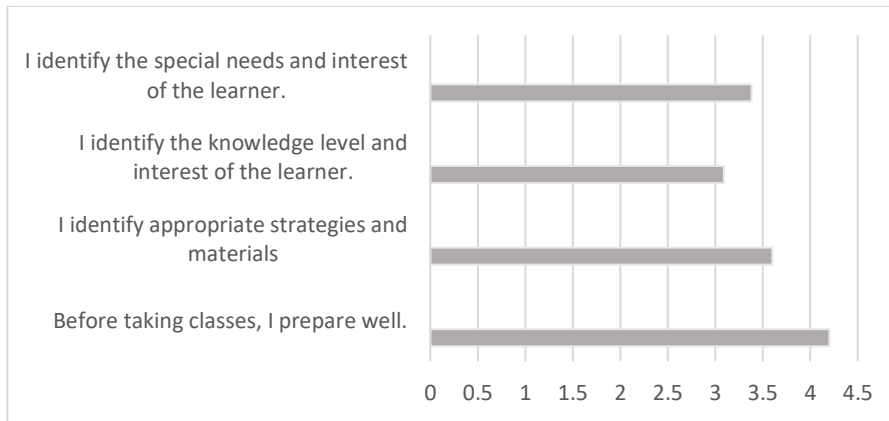 I identify the special needs and interest
of the learner.
I identify the knowledge level and
interest of the learner.
I identify appropriate strategies and
materials
Before taking classes, I prepare well.
0 0.5 1 1.5 2 2.5 3 3.5 4 4.5